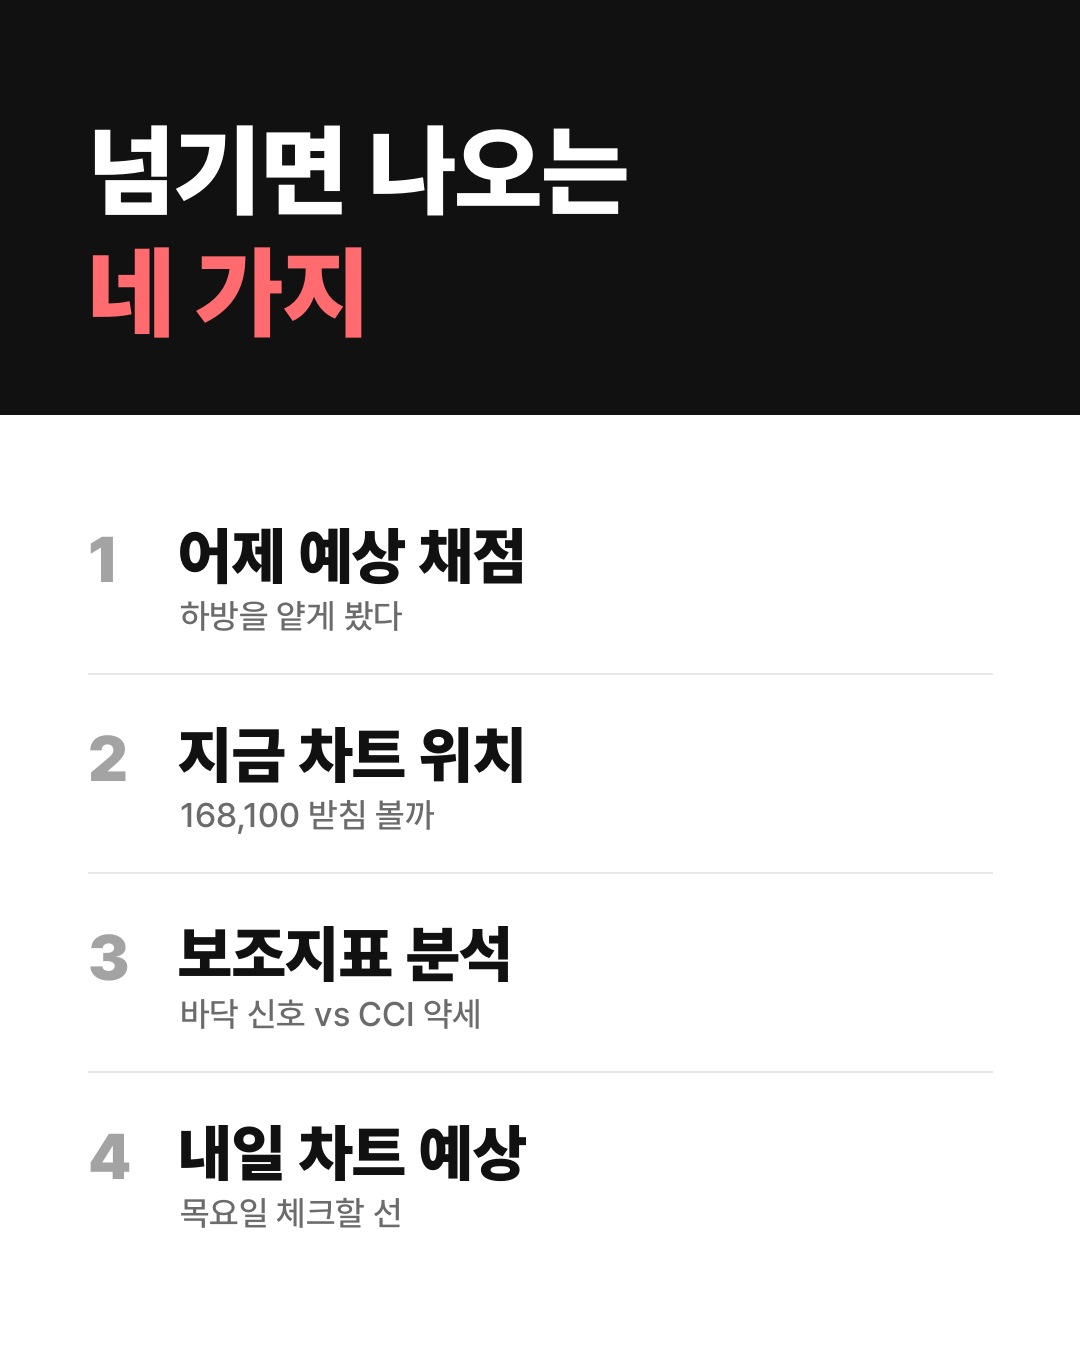 넘기면 나오는
네 가지
1 어제 예상 채점
하방을 얕게 봤다
2 지금 차트 위치
168,100 받침 볼까
3 보조지표 분석
바닥 신호 vs CCI 약세
4 내일 차트 예상
목요일 체크할 선